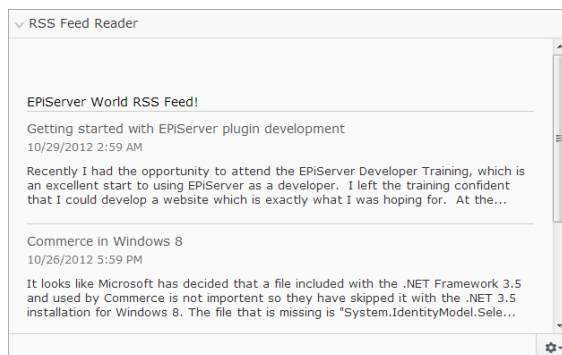 RSS Feed Reader
EPiServer World RSS Feed!
Getting started with EPiServer plugin development
10/29/2012 2:59 AM
Recently I had the opportunity to attend the EPiServer Developer Training, which is
an excellent start to using EPiServer as a developer.  I left the training confident
that I could develop a website which is exactly what I was hoping for.  At the...
Commerce in Windows 8
10/26/2012 5:59 PM
It looks like Microsoft has decided that a file included with the .NET Framework 3.5
and used by Commerce is not importent so they have skipped it with the .NET 3.5
installation for Windows 8. The file that is missing is "System.IdentityModel.Sele...